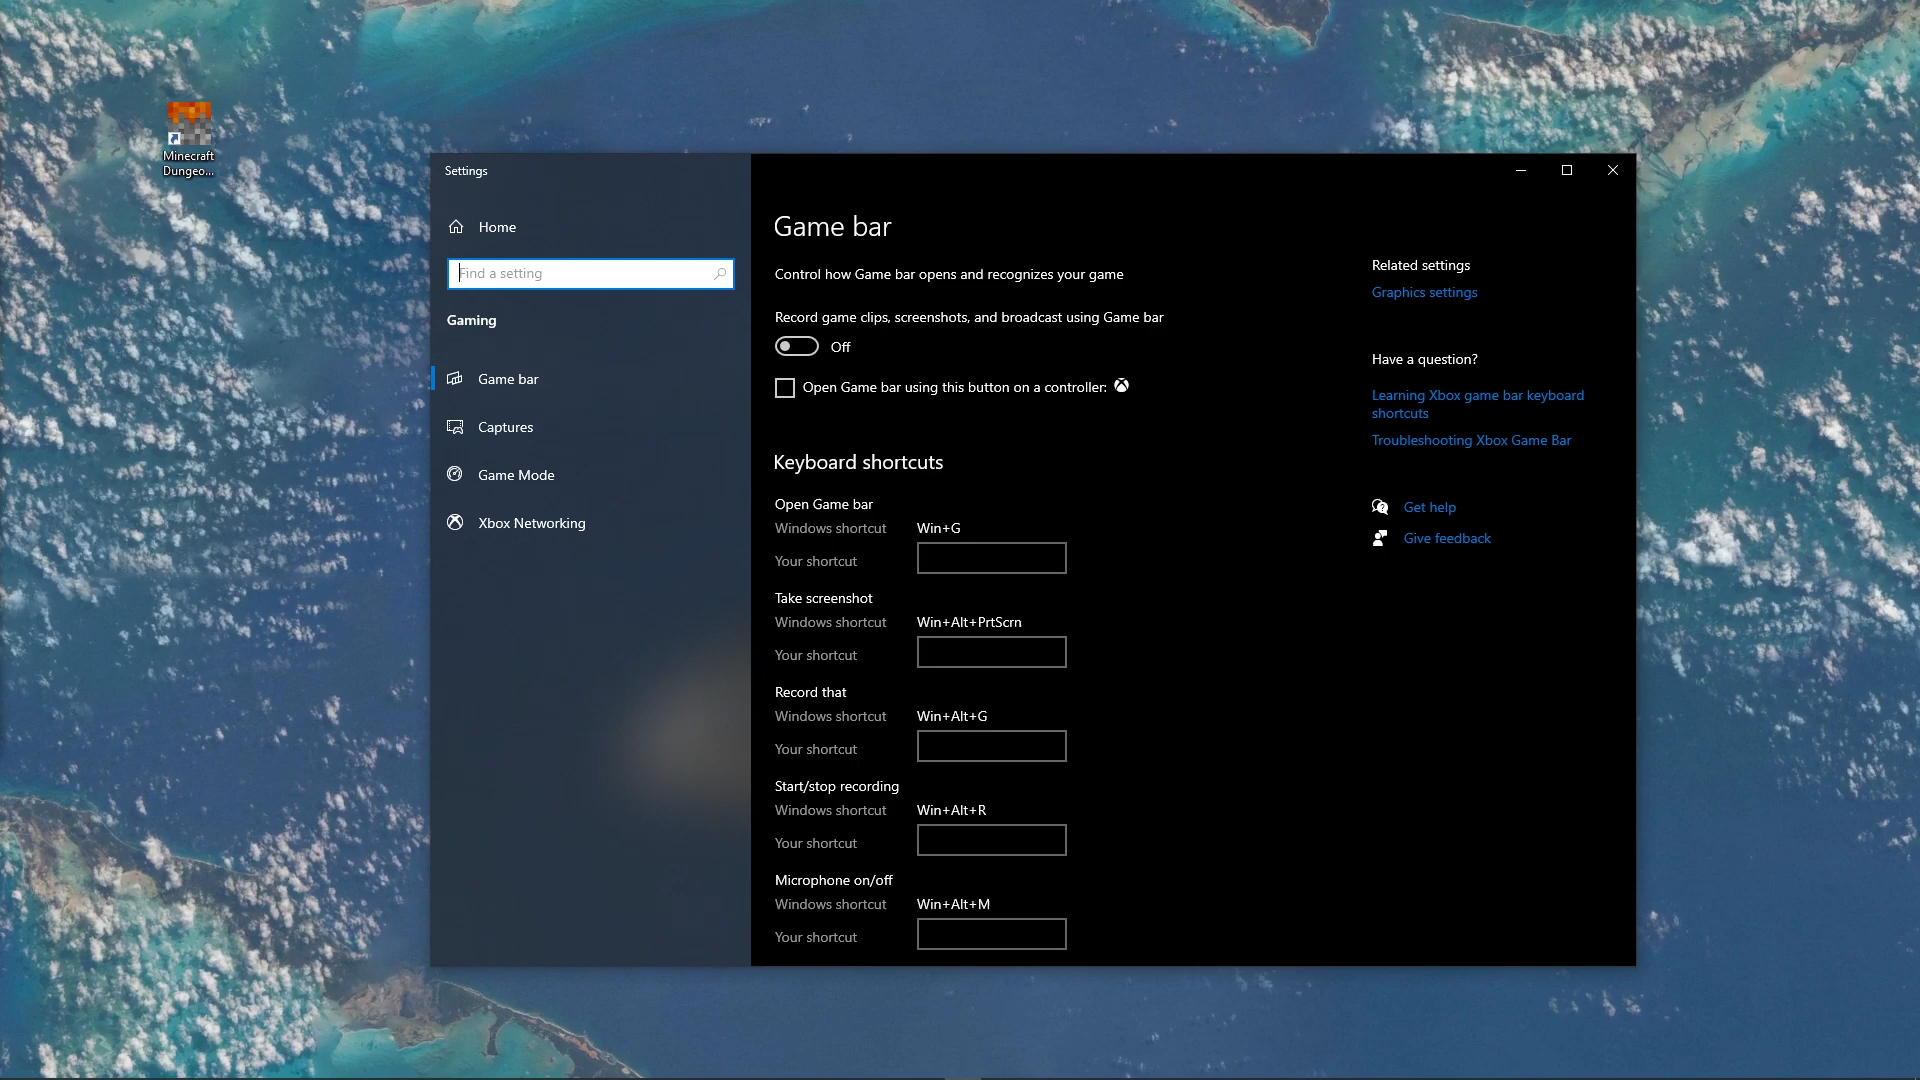 Minecraft
Dungeo...
Settings
Home
Find a setting
Gaming
Game bar
Captures
Game Mode
Xbox Networking
Game bar
Control how Game bar opens and recognizes your game
Record game clips, screenshots, and broadcast using Game bar
Off
Open Game bar using this button on a controller:
Keyboard shortcuts
Open Game bar
Windows shortcut Win+G
Your shortcut
Take screenshot
Windows shortcut Win+Alt+PrtScrn
Your shortcut
Record that
Windows shortcut Win+Alt+G
Your shortcut
Start/stop recording
Windows shortcut Win+Alt+R
Your shortcut
Microphone on/off
Windows shortcut Win+Alt+M
Your shortcut
Related settings
Graphics settings
Have a question?
Learning Xbox game bar keyboard
shortcuts
Troubleshooting Xbox Game Bar
Get help
Give feedback